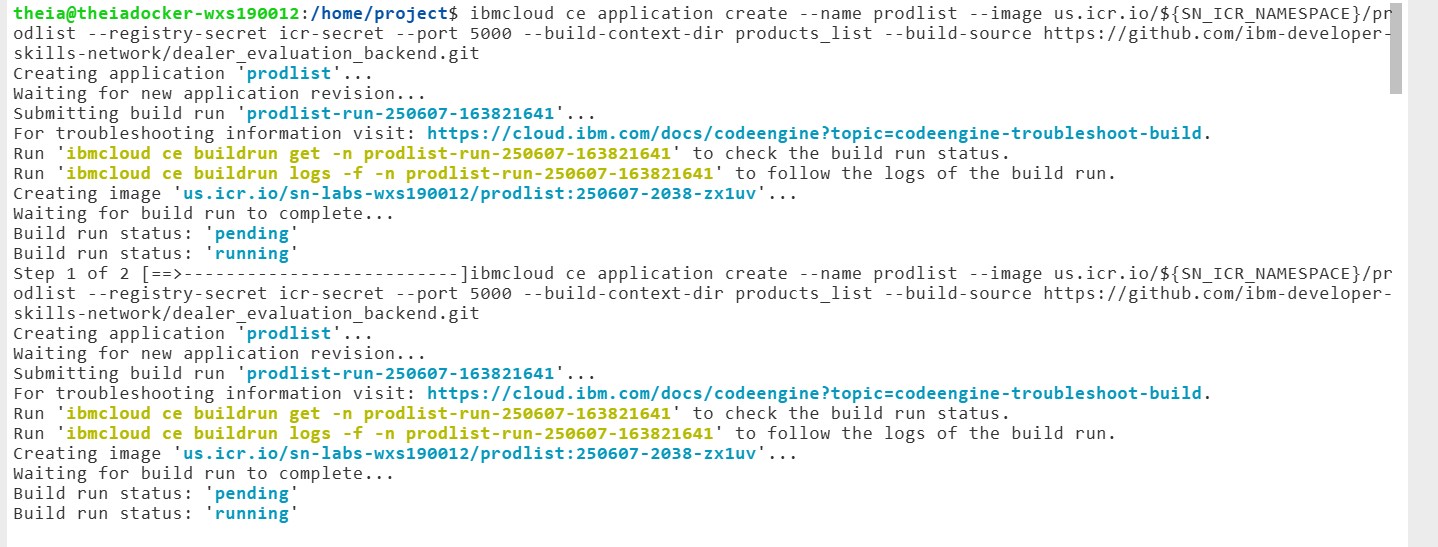 theia@theiadocker-wxs190012:/home/project$ ibmcloud ce application create --name prodlist --image us.icr.io/${SN_ICR_NAMESPACE}/pr
odlist --registry-secret icr-secret --port 5000 --build-context-dir products_list --build-source https://github.com/ibm-developer-
skills-network/dealer_evaluation_backend.git
Creating application 'prodlist'...
Waiting for new application revision...
Submitting build run 'prodlist-run-250607-163821641'...
For troubleshooting information visit: https://cloud.ibm.com/docs/codeengine?topic=codeengine-troubleshoot-build.
Run 'ibmcloud ce buildrun get -n prodlist-run-250607-163821641' to check the build run status.
Run 'ibmcloud ce buildrun logs -f -n prodlist-run-250607-163821641' to follow the logs of the build run.
Creating image 'us.icr.io/sn-labs-wxs190012/prodlist:250607-2038-zx1uv'...
Waiting for build run to complete...
Build run status: 'pending'
Build run status: 'running'
Step 1 of 2 [==>--------------------------]ibmcloud ce application create --name prodlist --image us.icr.io/${SN_ICR_NAMESPACE}/pr
odlist --registry-secret icr-secret --port 5000 --build-context-dir products_list --build-source https://github.com/ibm-developer-
skills-network/dealer_evaluation_backend.git
Creating application 'prodlist'...
Waiting for new application revision...
Submitting build run 'prodlist-run-250607-163821641'...
For troubleshooting information visit: https://cloud.ibm.com/docs/codeengine?topic=codeengine-troubleshoot-build.
Run 'ibmcloud ce buildrun get -n prodlist-run-250607-163821641' to check the build run status.
Run 'ibmcloud ce buildrun logs -f -n prodlist-run-250607-163821641' to follow the logs of the build run.
Creating image 'us.icr.io/sn-labs-wxs190012/prodlist:250607-2038-zx1uv'...
Waiting for build run to complete...
Build run status: 'pending'
Build run status: 'running'